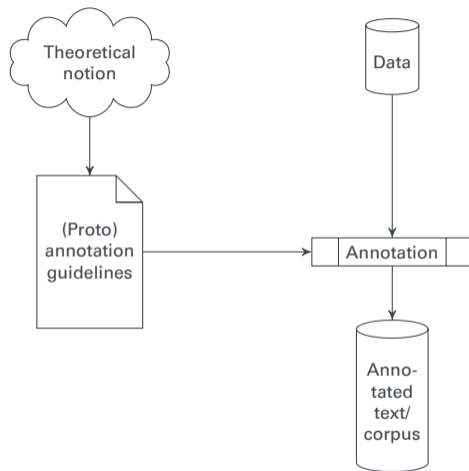 Theoretical
notion
Data
(Proto)
annotation
guidelines
Annotation
Anno-
tated
text/
corpus